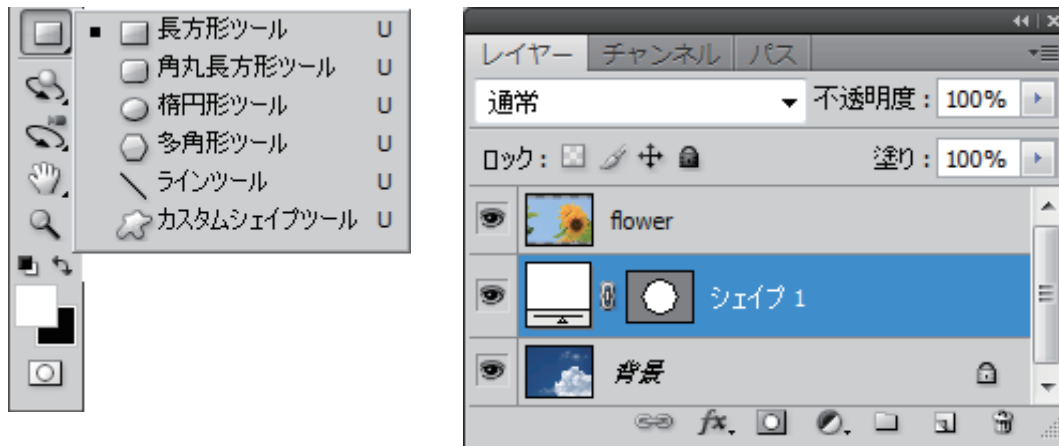 長方形ツール U
角丸長方形ツール U
楕円形ツール U
多角形ツール U
ラインツール U
カスタムシェイプツール U
レイヤー チャンネル パス
通常 不透明度: 100%
ロック: 塗り: 100%
flower
シェイプ 1
背景
fx.